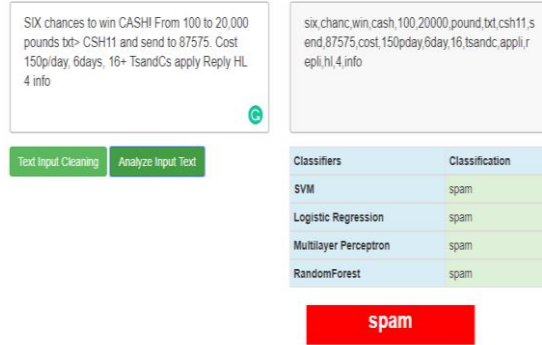 SIX chances to win CASH! From 100 to 20,000
pounds txt> CSH11 and send to 87575. Cost
150p/day, 6days, 16+ TsandCs apply Reply HL
4 info
six,chanc,win,cash,100,20000,pound,txt,csh11,s
end,87575,cost,150pday,6day,16,tsandc,appli,r
epli,hl,4,info
Text Input Cleaning
Analyze Input Text
Classifiers Classification
SVM spam
Logistic Regression spam
Multilayer Perceptron spam
RandomForest spam
spam